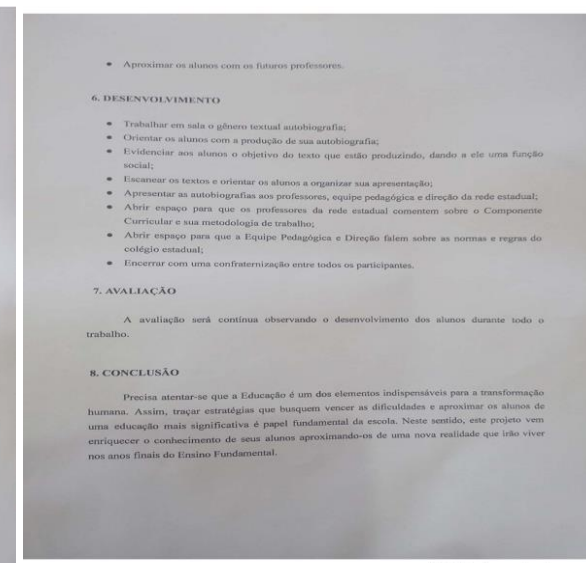 • Aproximar os alunos com os futuros professores.
6. DESENVOLVIMENTO
• Trabalhar em sala o gênero textual autobiografia;
• Orientar os alunos com a produção de sua autobiografia;
• Evidenciar aos alunos o objetivo do texto que estão produzindo, dando a ele uma função
social;
• Escanear os textos e orientar os alunos a organizar sua apresentação;
• Apresentar as autobiografias aos professores, equipe pedagógica e direção da rede estadual;
• Abrir espaço para que os professores da rede estadual comentem sobre o Componente
Curricular e sua metodologia de trabalho;
• Abrir espaço para que a Equipe Pedagógica e Direção falem sobre as normas e regras do
colégio estadual;
• Encerrar com uma confraternização entre todos os participantes.
7. AVALIAÇÃO
A avaliação será contínua observando o desenvolvimento dos alunos durante todo o
trabalho.
8. CONCLUSÃO
Precisa atentar-se que a Educação é um dos elementos indispensáveis para a transformação
humana. Assim, traçar estratégias que busquem vencer as dificuldades e aproximar os alunos de
uma educação mais significativa é papel fundamental da escola. Neste sentido, este projeto vem
enriquecer o conhecimento de seus alunos aproximando-os de uma nova realidade que irão viver
nos anos finais do Ensino Fundamental.